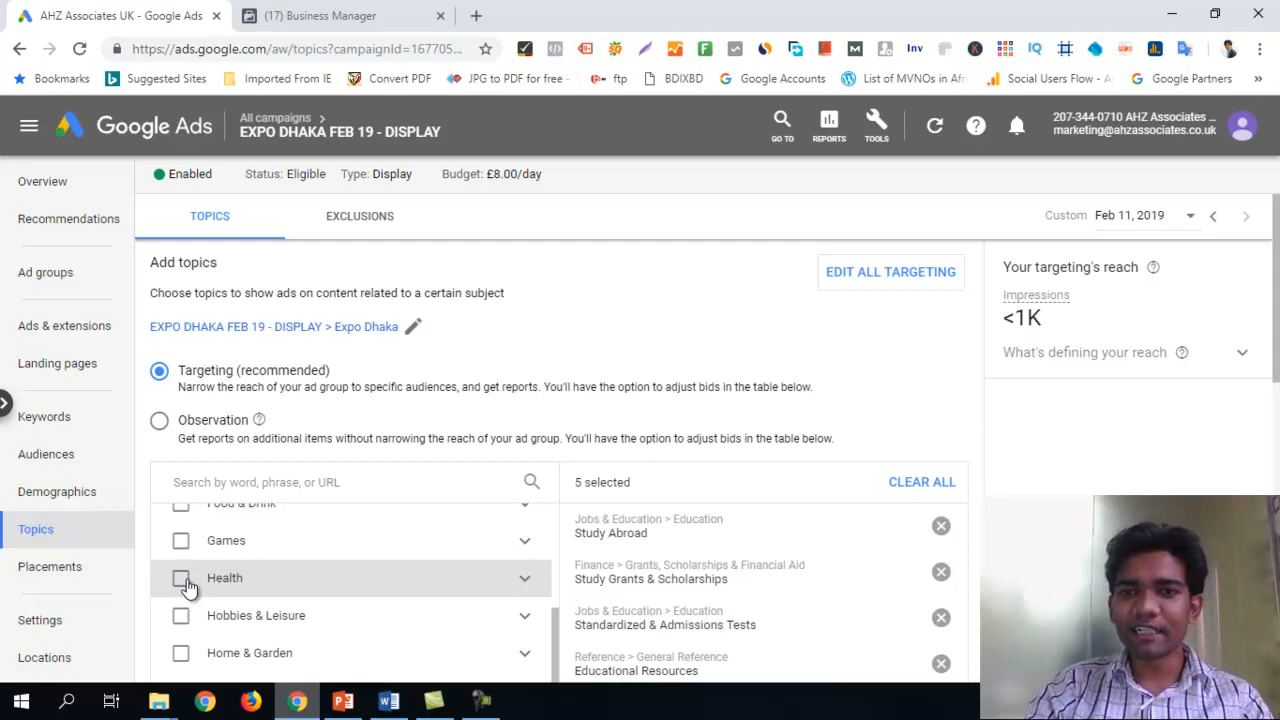 AHZ Associates UK - Google Ads
(17) Business Manager
https://ads.google.com/aw/topics?campaignId=167705...
Inv
IQ
Bookmarks
Suggested Sites
Imported From IE
Convert PDF
JPG to PDF for free -
ftp
BDIXBD
Google Accounts
List of MVNOs in Afr
Social Users Flow - A
Google Partners
Google Ads
All campaigns
EXPO DHAKA FEB 19 - DISPLAY
GO TO
REPORTS
TOOLS
207-344-0710 AHZ Associates ...
marketing@ahzassociates.co.uk
Overview
Recommendations
Ad groups
Ads & extensions
Landing pages
Keywords
Audiences
Demographics
Topics
Placements
Settings
Locations
Enabled Status: Eligible Type: Display Budget: £8.00/day
TOPICS EXCLUSIONS
Custom Feb 11, 2019
Add topics
EDIT ALL TARGETING
Choose topics to show ads on content related to a certain subject
EXPO DHAKA FEB 19 - DISPLAY > Expo Dhaka
Targeting (recommended)
Narrow the reach of your ad group to specific audiences, and get reports. You'll have the option to adjust bids in the table below.
Observation
Get reports on additional items without narrowing the reach of your ad group. You'll have the option to adjust bids in the table below.
Search by word, phrase, or URL
Food & Drink
Games
Health
Hobbies & Leisure
Home & Garden
5 selected
CLEAR ALL
Jobs & Education > Education
Study Abroad
Finance > Grants, Scholarships & Financial Aid
Study Grants & Scholarships
Jobs & Education > Education
Standardized & Admissions Tests
Reference > General Reference
Educational Resources
Your targeting's reach
Impressions
<1K
What's defining your reach